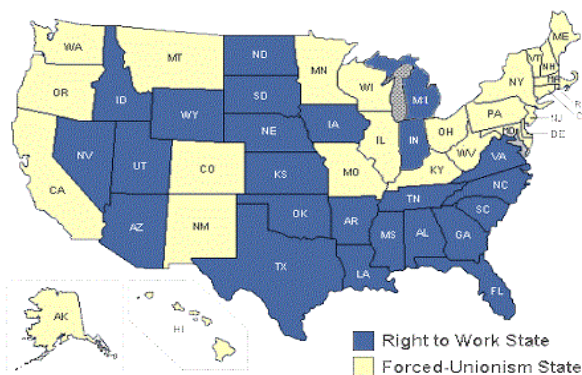 WA
MT
ND
MN
ME
VT
NH
OR
ID
SD
WI
MI
NY
WY
IA
PA
NV
NE
IL
IN
OH
NJ
DE
UT
CO
KS
MO
WV
VA
CA
KY
NC
AZ
NM
OK
AR
TN
SC
MS
AL
GA
TX
LA
FL
AK
HI
Right to Work State
Forced-Unionism State